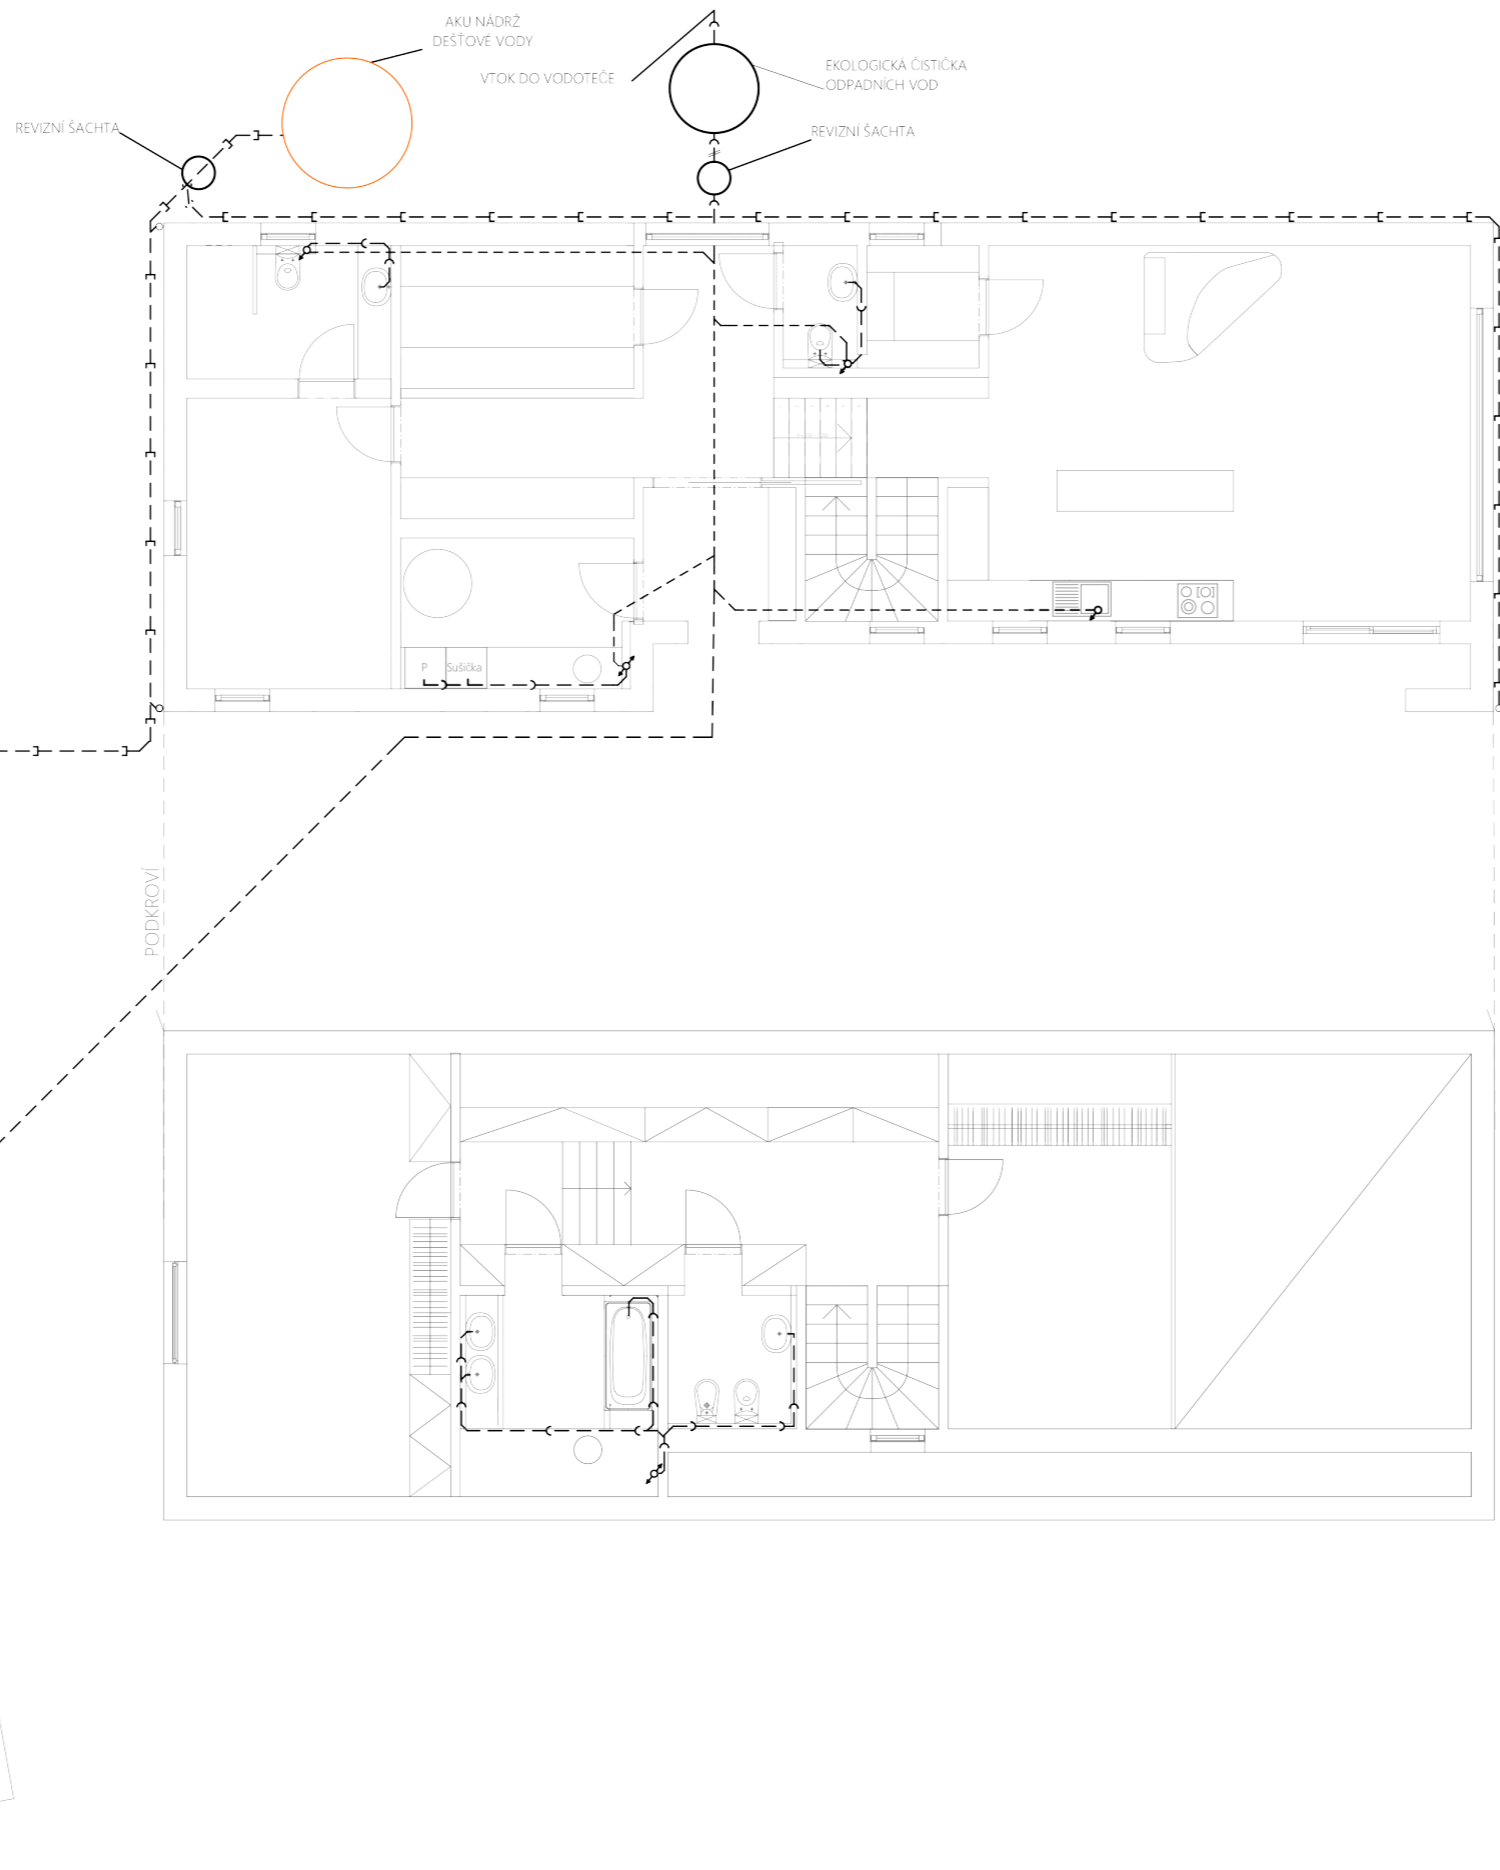 AKU NÁDRŽ
DEŠŤOVÉ VODY
VTOK DO VODOTEČE
EKOLOGICKÁ ČISTIČKA
ODPADNÍCH VOD
REVIZNÍ ŠACHTA
REVIZNÍ ŠACHTA
P
Sušička
PODKROVÍ